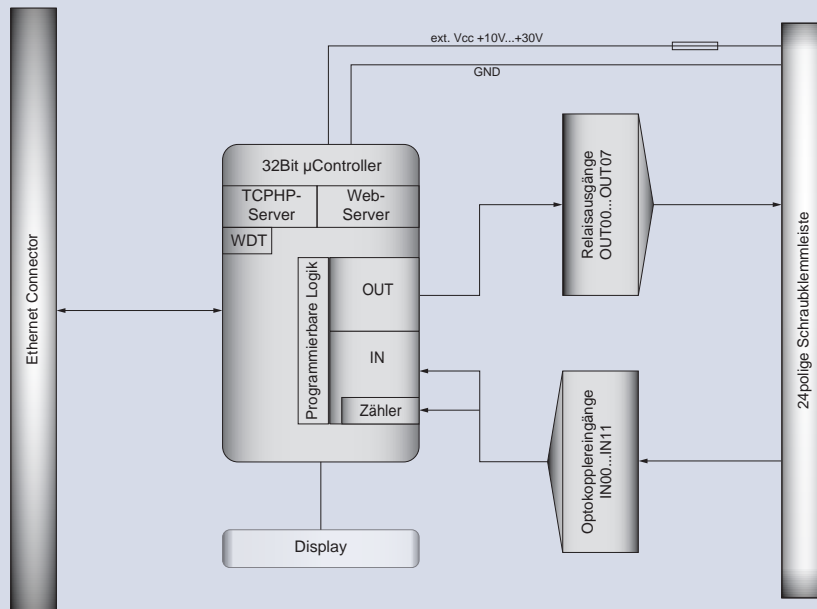 ext. Vcc +10V...+30V
GND
32Bit µController
TCPHP-
Server
Web-
Server
WDT
Programmierbare Logik
OUT
IN
Zähler
Display
Ethernet Connector
Relaisausgänge
OUT00...OUT07
Optokopplereingänge
IN00...IN11
24polige Schraubklemmleiste